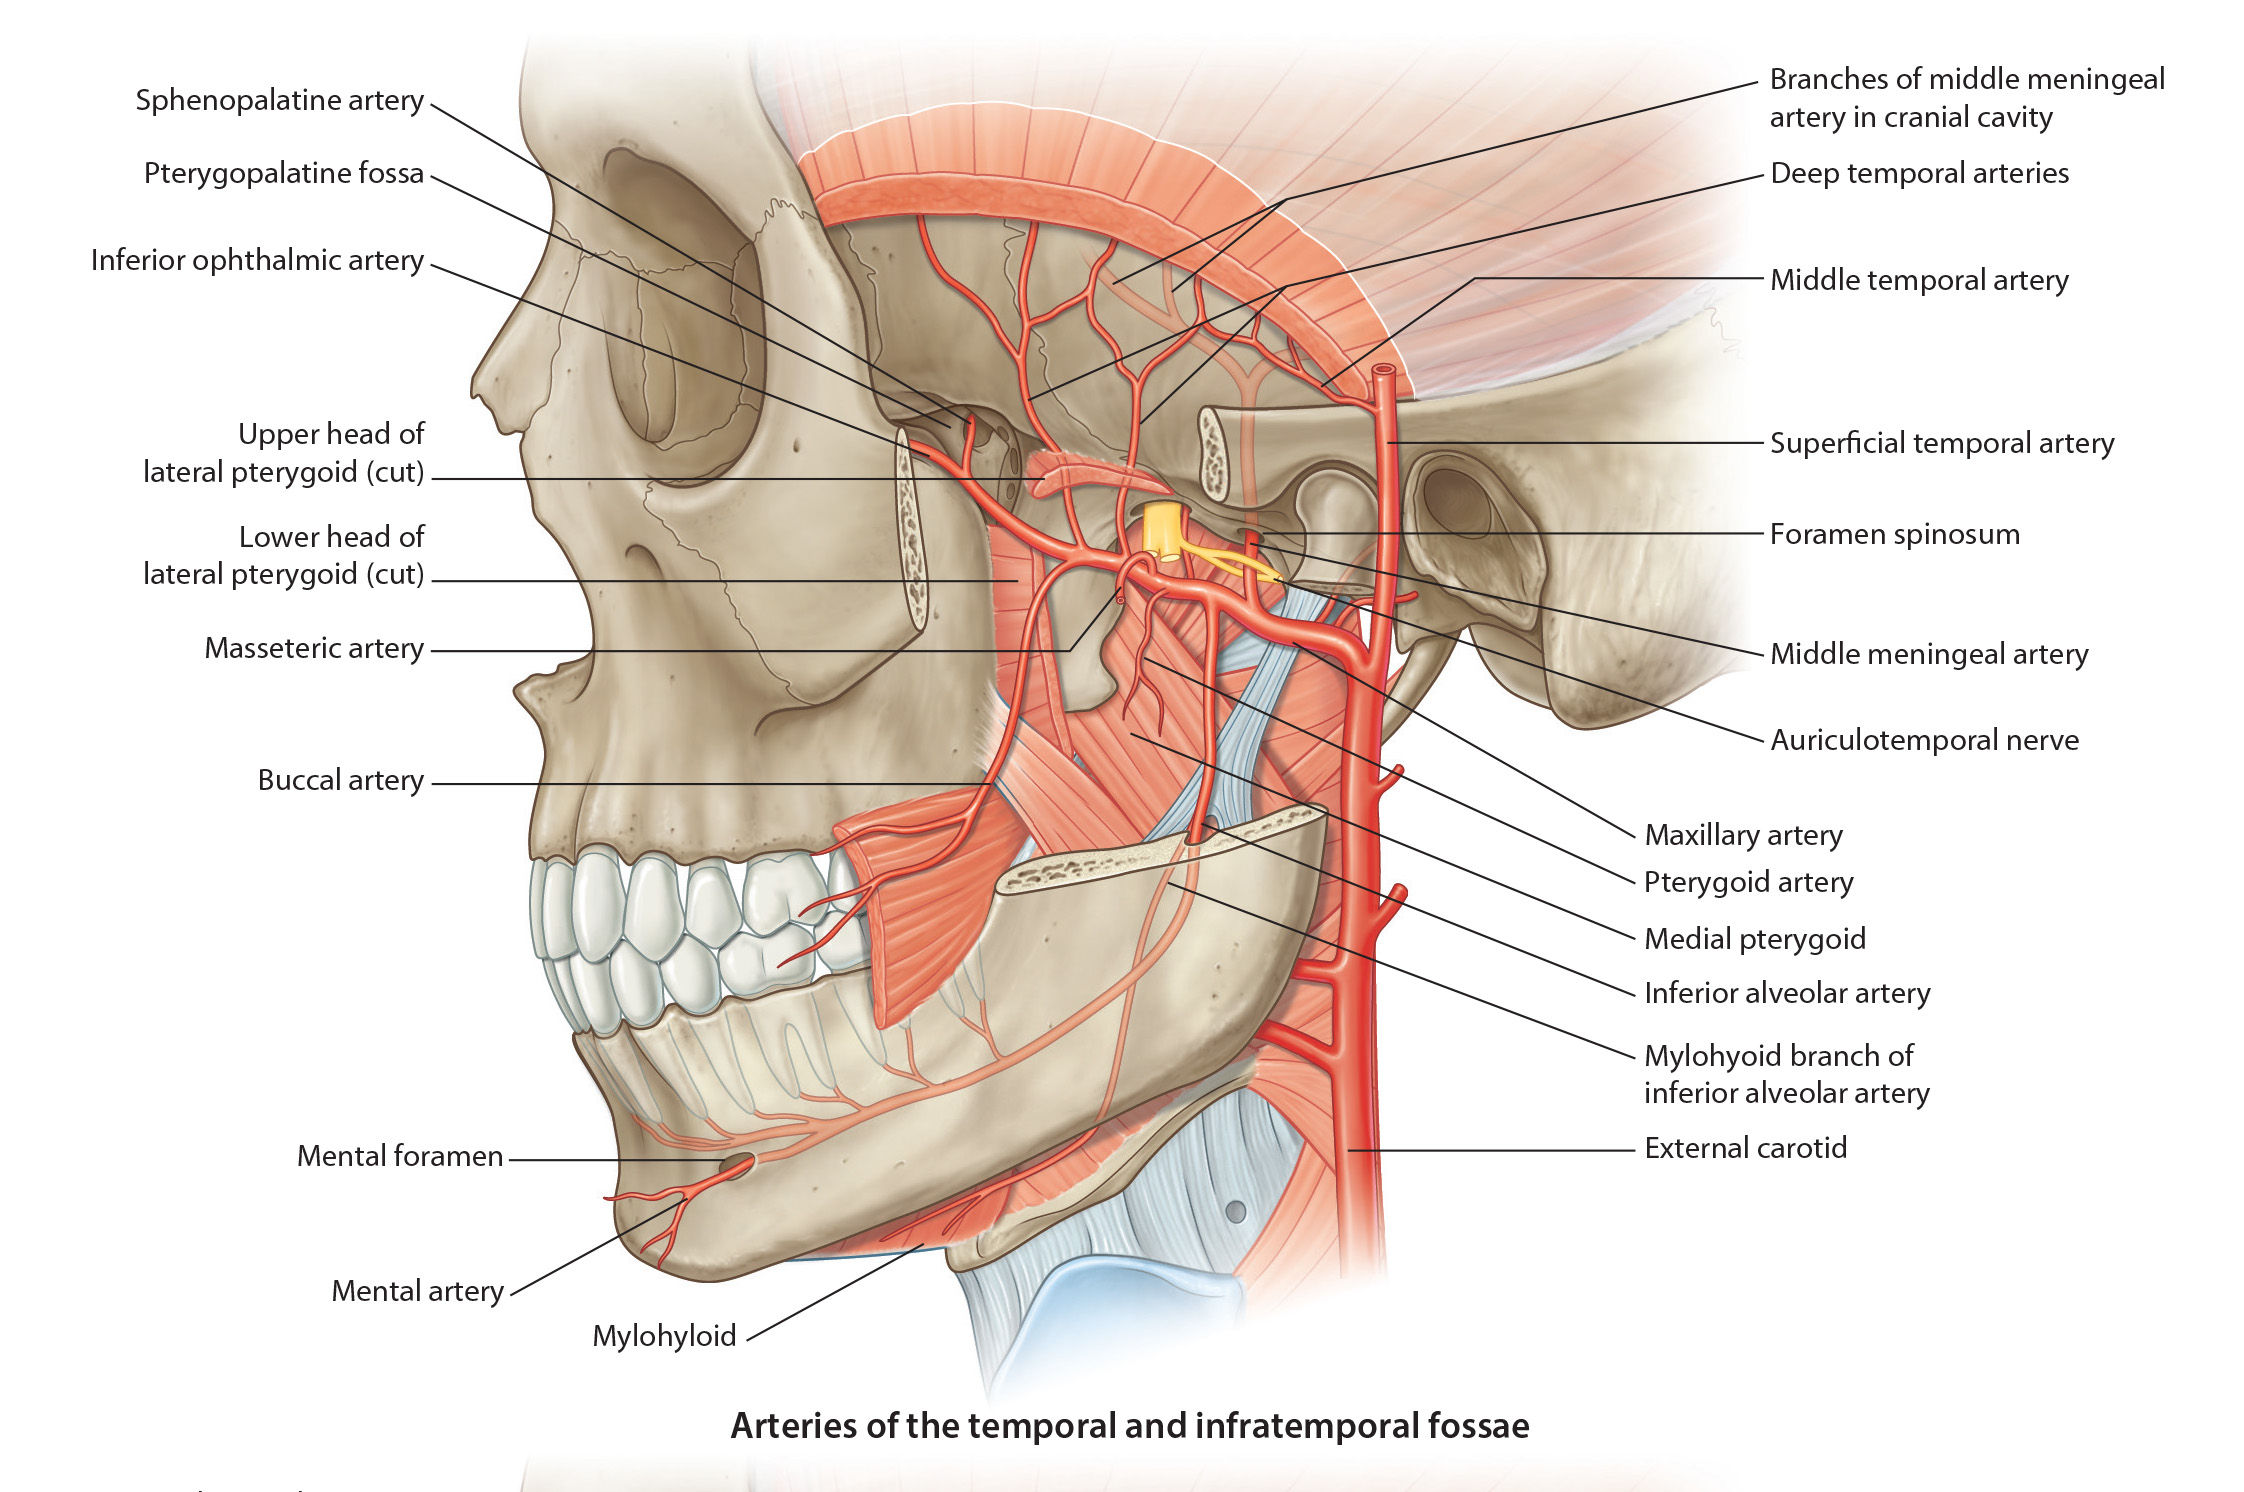 Sphenopalatine artery
Pterygopalatine fossa
Inferior ophthalmic artery
Upper head of
lateral pterygoid (cut)
Lower head of
lateral pterygoid (cut)
Masseteric artery
Buccal artery
Mental foramen
Mental artery
Mylohyloid
Branches of middle meningeal
artery in cranial cavity
Deep temporal arteries
Middle temporal artery
Superficial temporal artery
Foramen spinosum
Middle meningeal artery
Auriculotemporal nerve
Maxillary artery
Pterygoid artery
Medial pterygoid
Inferior alveolar artery
Mylohyoid branch of
inferior alveolar artery
External carotid
Arteries of the temporal and infratemporal fossae